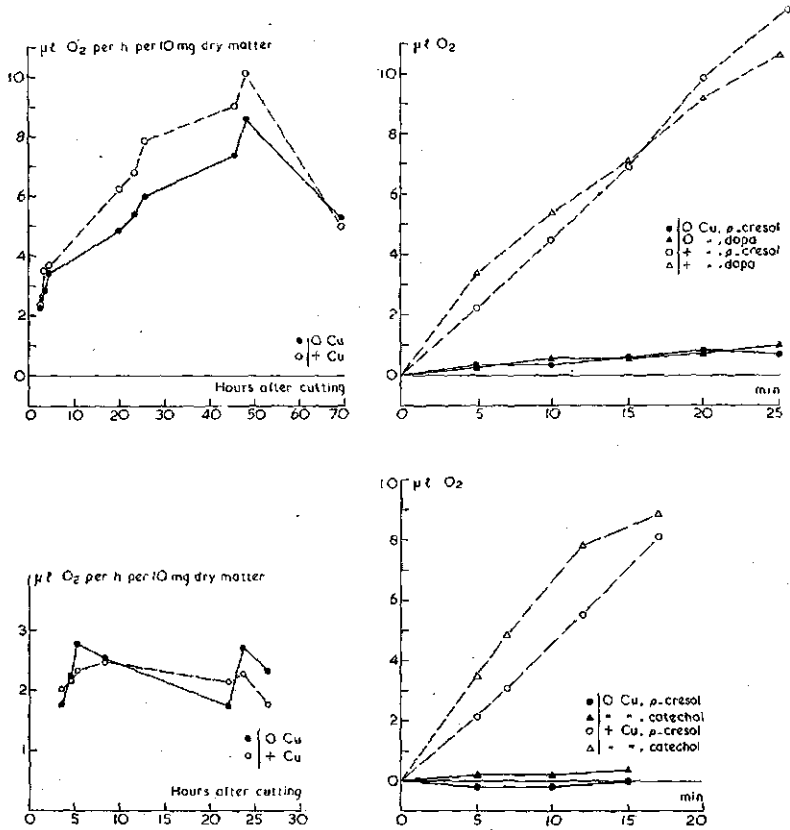 µl O2 per h per 10 mg dry matter
10
8
6
4
2
0
● | O Cu
○ | + Cu
Hours after cutting
0 10 20 30 40 50 60 70
µl O2
10
8
6
4
2
0
● | O Cu, p-cresol
▲ | O " , dopa
○ | + " , p-cresol
△ | + " , dopa
min
0 5 10 15 20 25
µl O2 per h per 10 mg dry matter
3
2
1
● | O Cu
○ | + Cu
Hours after cutting
0 5 10 15 20 25 30
10 µl O2
8
6
4
2
0
● | O Cu, p-cresol
▲ | " " , catechol
○ | + Cu, p-cresol
△ | " " , catechol
min
0 5 10 15 20